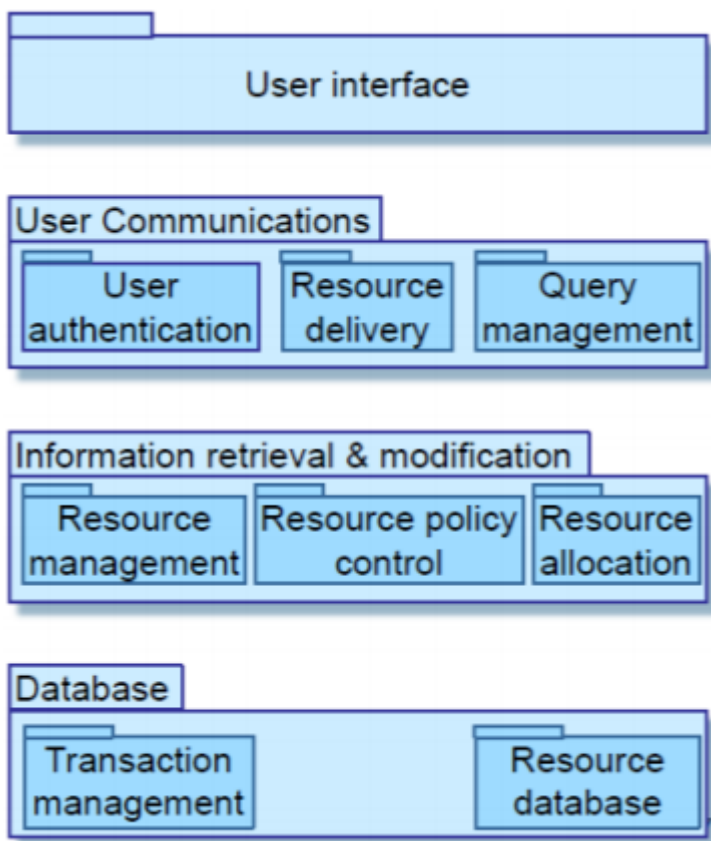 User interface
User Communications
User
authentication
Resource
delivery
Query
management
Information retrieval & modification
Resource
management
Resource policy
control
Resource
allocation
Database
Transaction
management
Resource
database